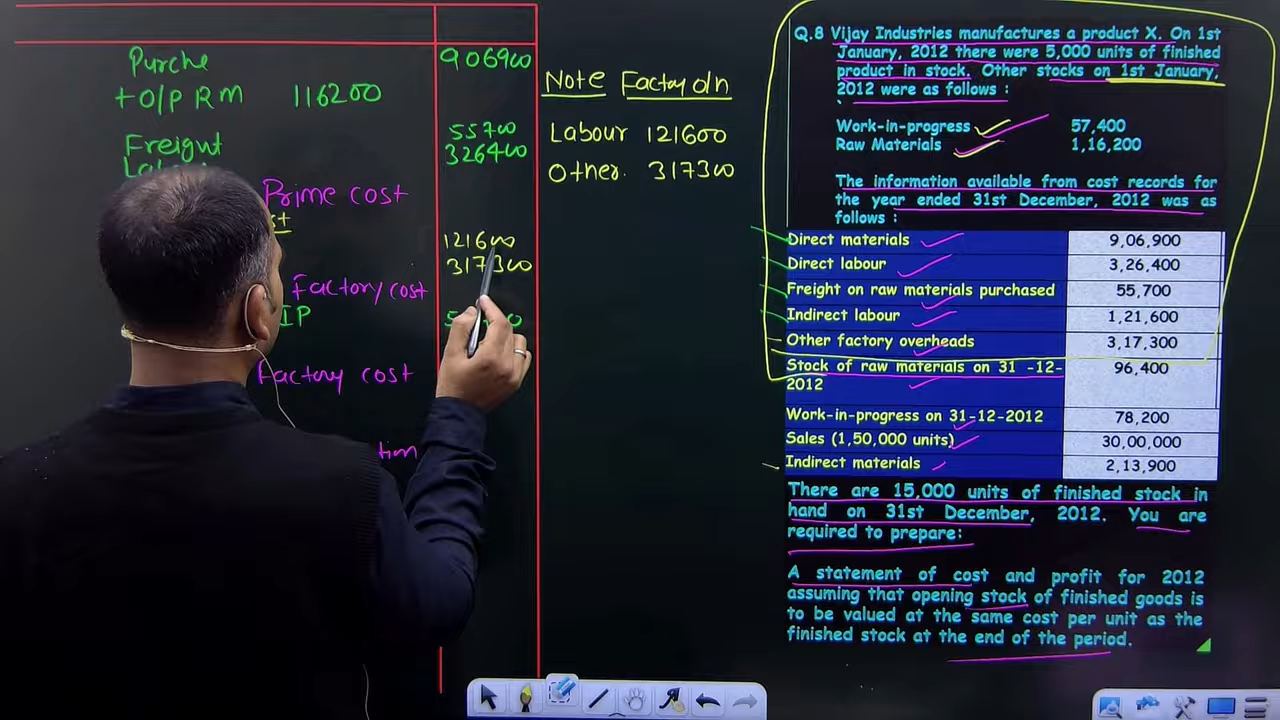 Purche 906900
+O/P RM 116200
Freight 55700
326400
Prime cost
121600
317300
Factory cost
IP
Factory cost
tion
Note Factory o/n
Labour 121600
Other. 317300
Q.8 Vijay Industries manufactures a product X. On 1st
January, 2012 there were 5,000 units of finished
product in stock. Other stocks on 1st January,
2012 were as follows :
Work-in-progress 57,400
Raw Materials 1,16,200
The information available from cost records for
the year ended 31st December, 2012 was as
follows :
Direct materials 9,06,900
Direct labour 3,26,400
Freight on raw materials purchased 55,700
Indirect labour 1,21,600
Other factory overheads 3,17,300
Stock of raw materials on 31 -12-
2012 96,400
Work-in-progress on 31-12-2012 78,200
Sales (1,50,000 units) 30,00,000
Indirect materials 2,13,900
There are 15,000 units of finished stock in
hand on 31st December, 2012. You are
required to prepare:
A statement of cost and profit for 2012
assuming that opening stock of finished goods is
to be valued at the same cost per unit as the
finished stock at the end of the period.